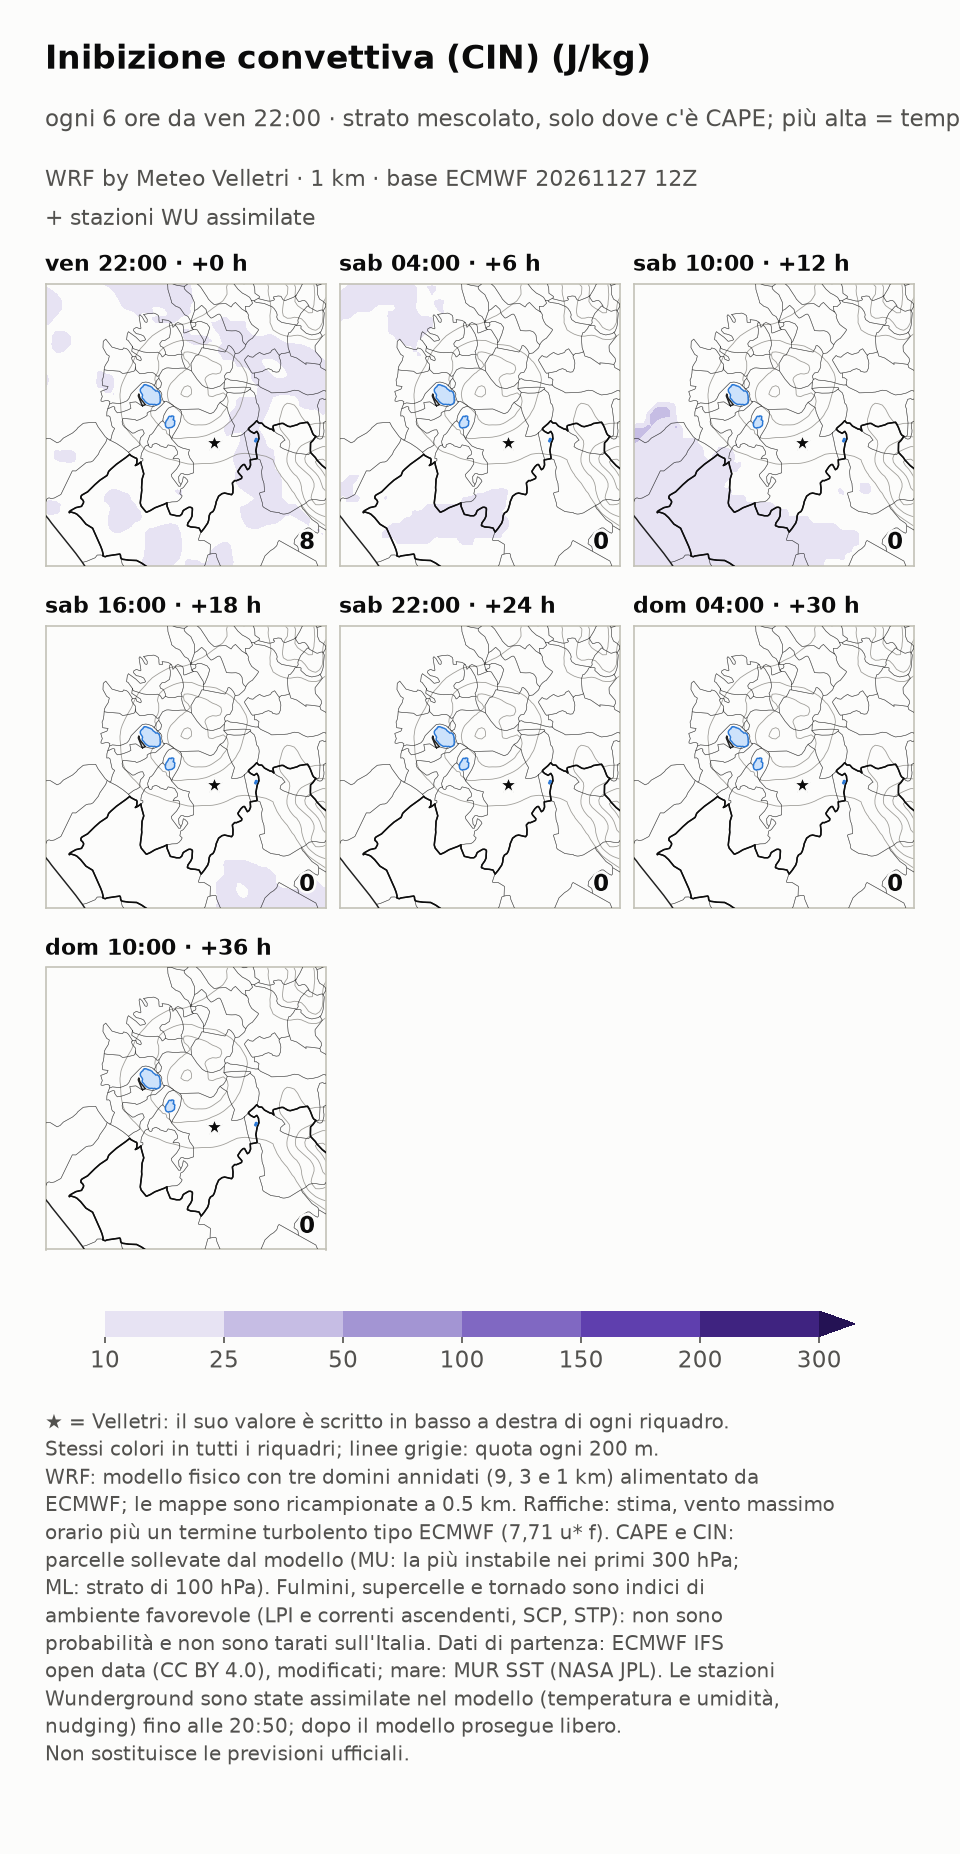 Inibizione convettiva (CIN) (J/kg)
ogni 6 ore da ven 22:00 · strato mescolato, solo dove c'è CAPE; più alta = temp
WRF by Meteo Velletri · 1 km · base ECMWF 20261127 12Z
+ stazioni WU assimilate
ven 22:00 · +0 h
sab 04:00 · +6 h
sab 10:00 · +12 h
8
0
0
sab 16:00 · +18 h
sab 22:00 · +24 h
dom 04:00 · +30 h
0
0
0
dom 10:00 · +36 h
0
10 25 50 100 150 200 300
★ = Velletri: il suo valore è scritto in basso a destra di ogni riquadro.
Stessi colori in tutti i riquadri; linee grigie: quota ogni 200 m.
WRF: modello fisico con tre domini annidati (9, 3 e 1 km) alimentato da
ECMWF; le mappe sono ricampionate a 0.5 km. Raffiche: stima, vento massimo
orario più un termine turbolento tipo ECMWF (7,71 u* f). CAPE e CIN:
parcelle sollevate dal modello (MU: la più instabile nei primi 300 hPa;
ML: strato di 100 hPa). Fulmini, supercelle e tornado sono indici di
ambiente favorevole (LPI e correnti ascendenti, SCP, STP): non sono
probabilità e non sono tarati sull'Italia. Dati di partenza: ECMWF IFS
open data (CC BY 4.0), modificati; mare: MUR SST (NASA JPL). Le stazioni
Wunderground sono state assimilate nel modello (temperatura e umidità,
nudging) fino alle 20:50; dopo il modello prosegue libero.
Non sostituisce le previsioni ufficiali.